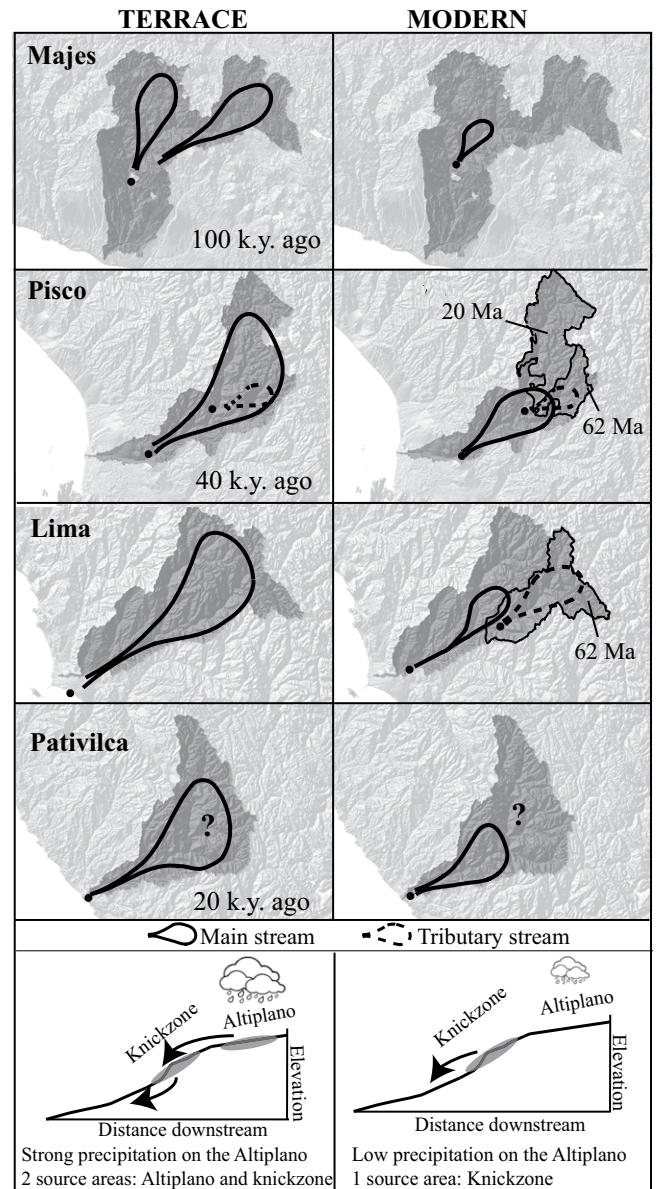 TERRACE MODERN
Majes
100 k.y. ago
Pisco
20 Ma
62 Ma
40 k.y. ago
Lima
62 Ma
Pativilca
?
?
20 k.y. ago
Main stream Tributary stream
Knickzone
Altiplano
Elevation
Distance downstream
Strong precipitation on the Altiplano
2 source areas: Altiplano and knickzone
Knickzone
Altiplano
Elevation
Distance downstream
Low precipitation on the Altiplano
1 source area: Knickzone